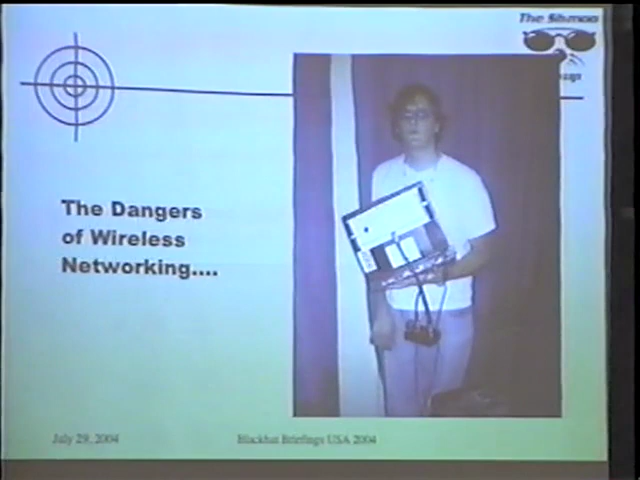 The Shmoo
The Dangers
of Wireless
Networking....
July 29, 2004
Blackhat Briefings USA 2004